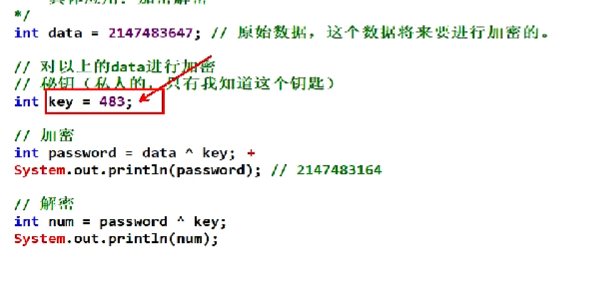 */
int data = 2147483647; // 原始数据，这个数据将来要进行加密的。
// 对以上的data进行加密
// 秘钥（私人的，只有我知道这个钥匙）
int key = 483;
// 加密
int password = data ^ key; +
System.out.println(password); // 2147483164
// 解密
int num = password ^ key;
System.out.println(num);